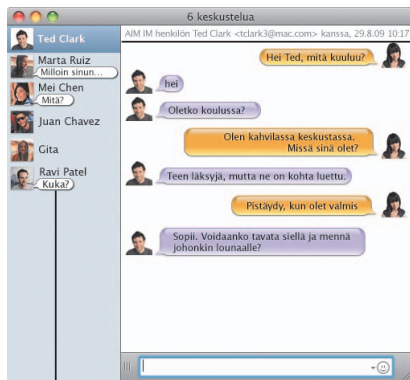 6 keskustelua
AIM IM henkilön Ted Clark <tclark3@mac.com> kanssa, 29.8.09 10:17
Ted Clark
Marta Ruiz
Milloin sinun...
Mei Chen
Mitä?
Juan Chavez
Gita
Ravi Patel
Kuka?
Hei Ted, mitä kuuluu?
hei
Oletko koulussa?
Olen kahvilassa keskustassa.
Missä sinä olet?
Teen läksyjä, mutta ne on kohta luettu.
Pistäydy, kun olet valmis
Sopii. Voidaanko tavata siellä ja mennä
johonkin lounaalle?